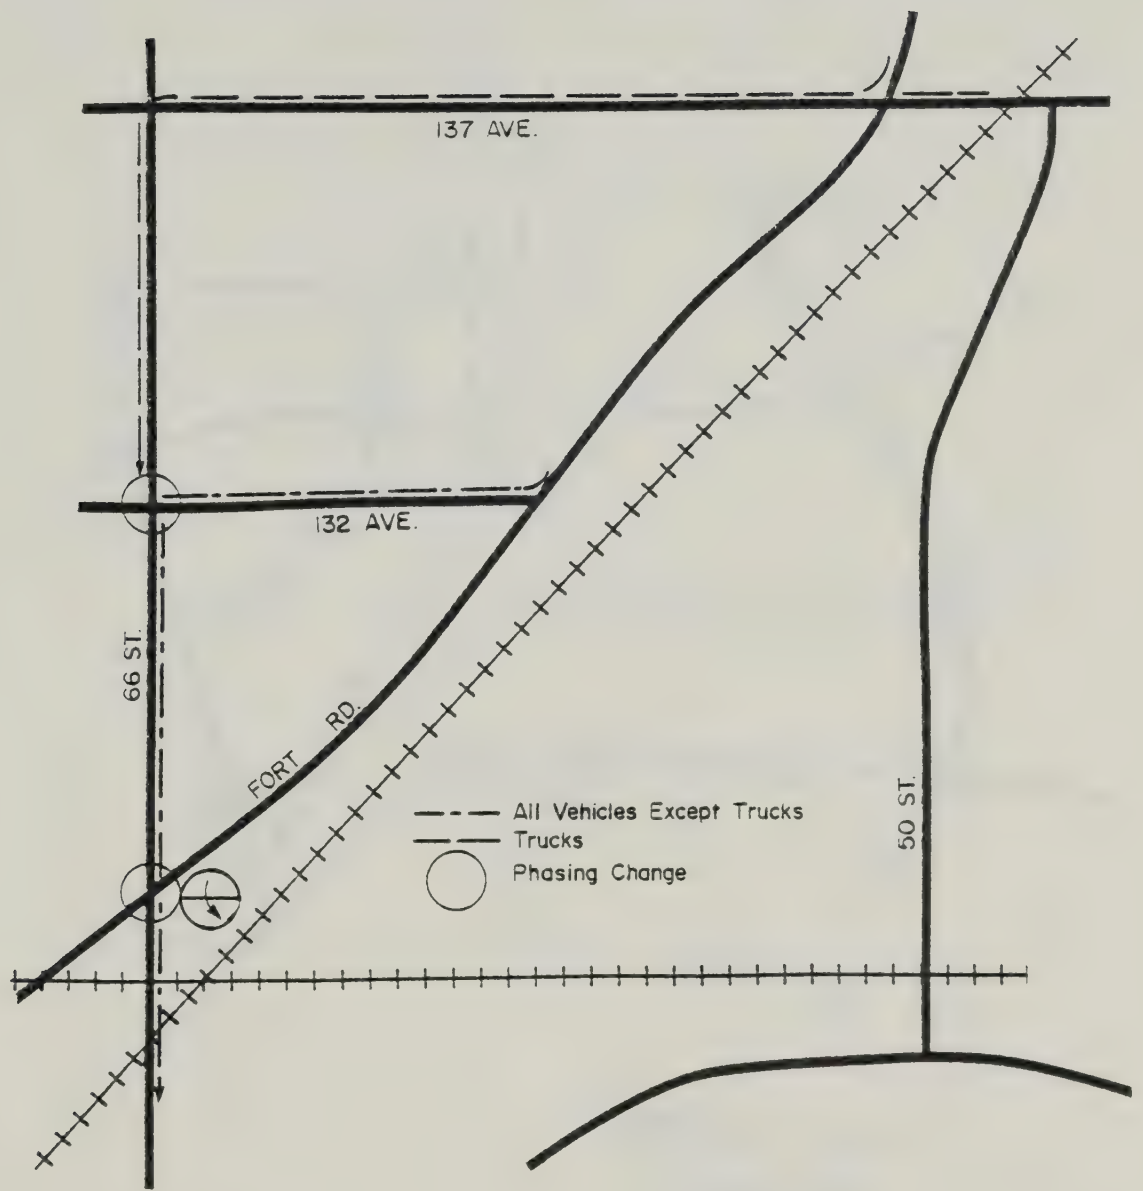 137 AVE.
132 AVE.
66 ST.
FORT RD.
50 ST.
All Vehicles Except Trucks
Trucks
Phasing Change